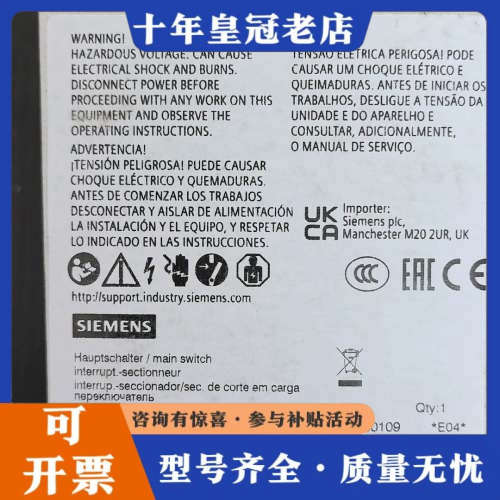 十年皇冠老店
WARNING!
HAZARDOUS VOLTAGE. CAN CAUSE
ELECTRICAL SHOCK AND BURNS.
DISCONNECT POWER BEFORE
PROCEEDING WITH ANY WORK ON THIS
EQUIPMENT AND OBSERVE THE
OPERATING INSTRUCTIONS.
ADVERTENCIA!
¡TENSIÓN PELIGROSA! PUEDE CAUSAR
CHOQUE ELÉCTRICO Y QUEMADURAS.
ANTES DE COMENZAR LOS TRABAJOS
DESCONECTAR Y AISLAR DE ALIMENTACIÓN
LA INSTALACIÓN Y EL EQUIPO, Y RESPETAR
LO INDICADO EN LAS INSTRUCCIONES.
TENSÃO ELÉTRICA PERIGOSA! PODE
CAUSAR UM CHOQUE ELÉTRICO E
QUEIMADURAS. ANTES DE INICIAR OS
TRABALHOS, DESLIGUE A TENSÃO DA
UNIDADE E DO APARELHO E
CONSULTAR, ADICIONALMENTE,
O MANUAL DE SERVIÇO.
UK
CA
Importer:
Siemens plc,
Manchester M20 2UR, UK
CCC
http://support.industry.siemens.com
SIEMENS
Hauptschalter / main switch
interrupt.-sectionneur
interrup.-seccionador/sec. de corte em carga
переключатель
Qty:1
0109
*E04*
可
开票
咨询有惊喜·参与补贴活动
型号齐全·质量无忧